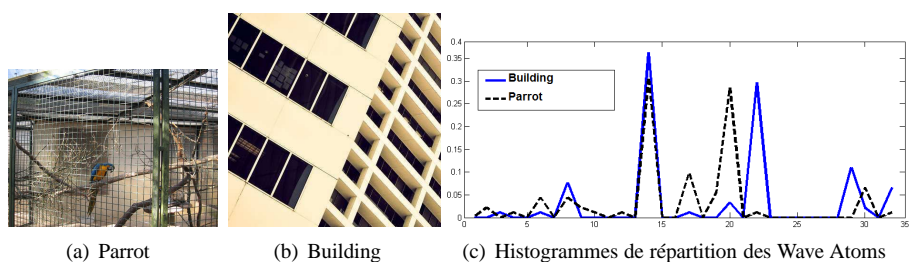 0.4
0.35
0.3
0.25
0.2
0.15
0.1
0.05
0
Building
Parrot
0 5 10 15 20 25 30 35
(a) Parrot (b) Building (c) Histogrammes de répartition des Wave Atoms